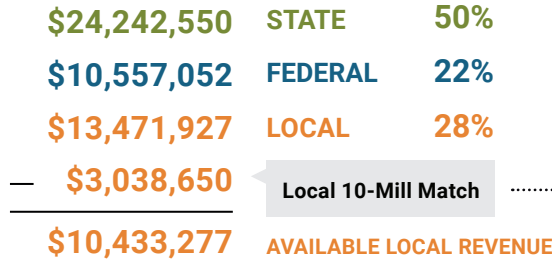 $24,242,550 STATE 50%
$10,557,052 FEDERAL 22%
$13,471,927 LOCAL 28%
— $3,038,650 Local 10-Mill Match
$10,433,277 AVAILABLE LOCAL REVENUE